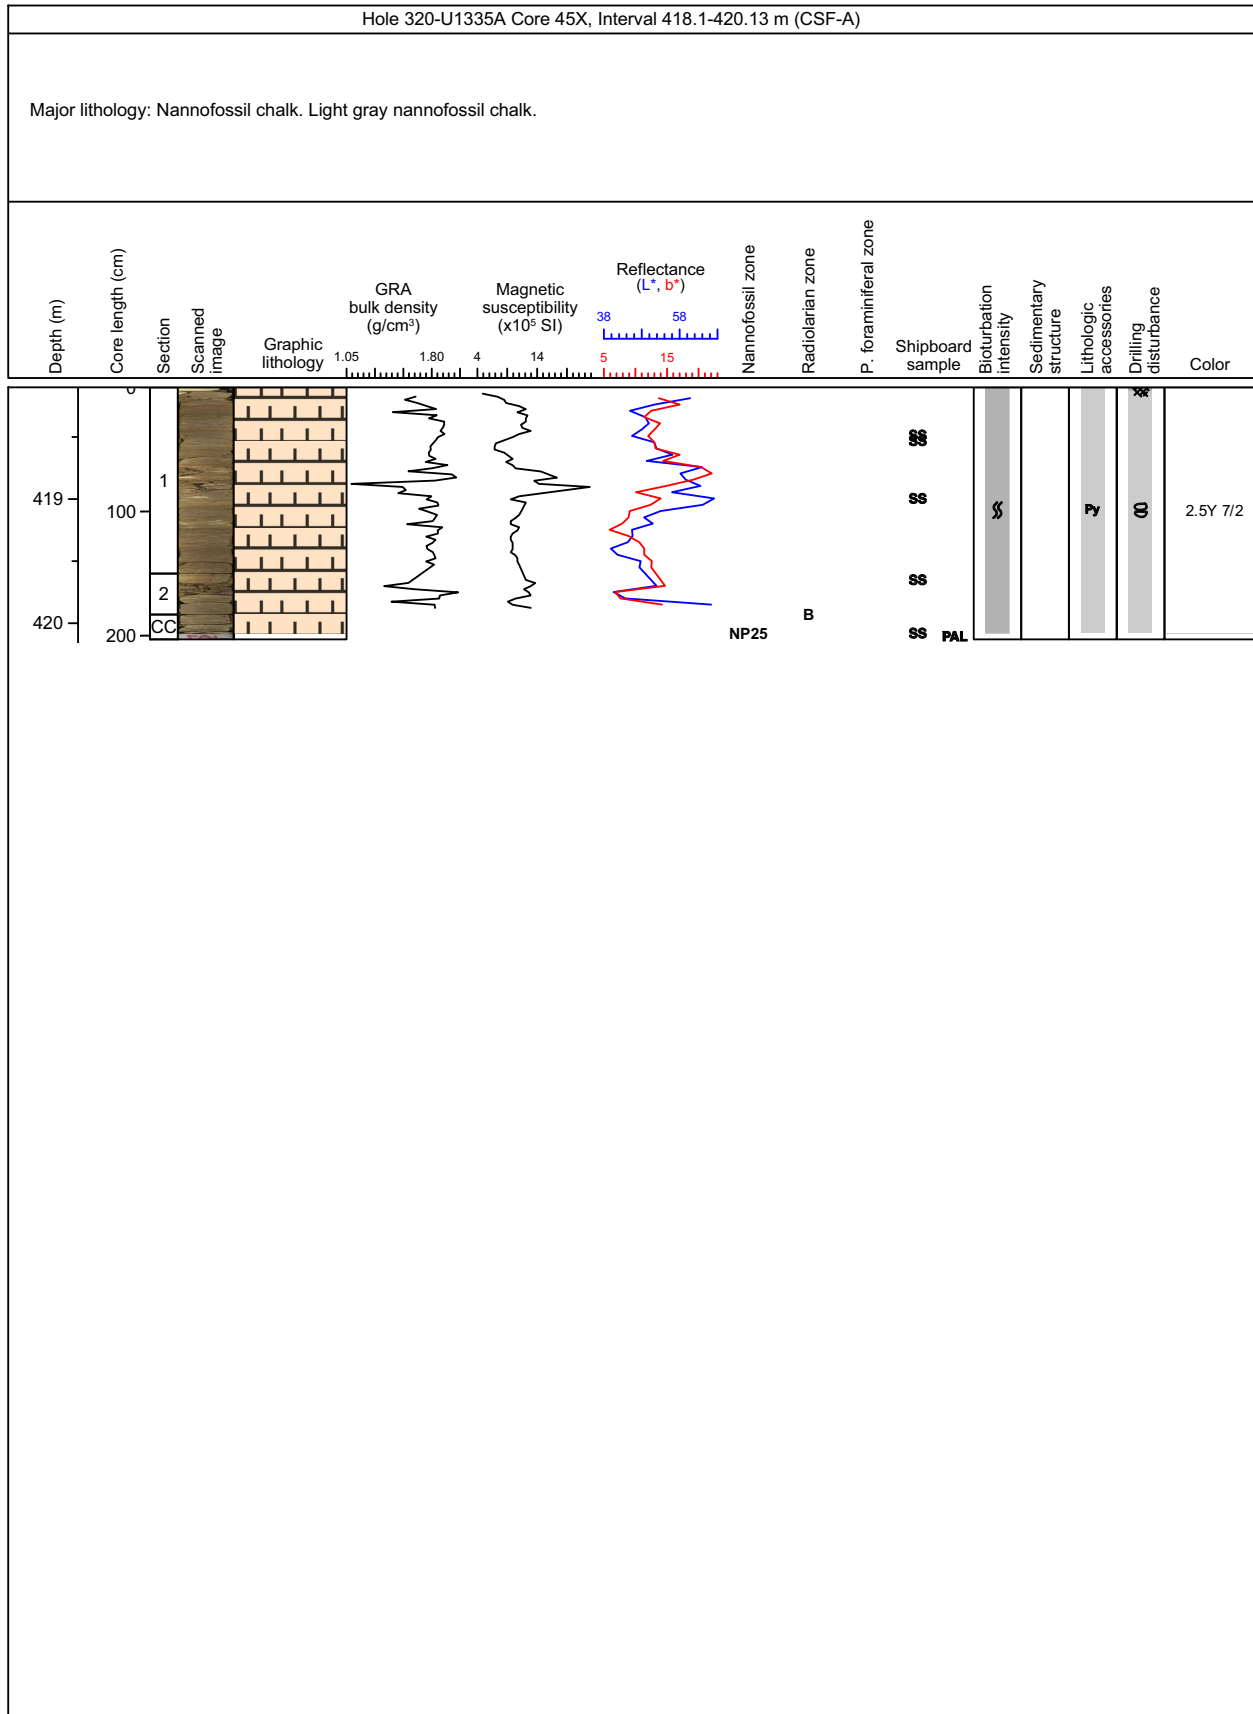 Hole 320-U1335A Core 45X, Interval 418.1-420.13 m (CSF-A)
Major lithology: Nannofossil chalk. Light gray nannofossil chalk.
Depth (m)
Core length (cm)
Section
Scanned
image
Graphic
lithology
GRA
bulk density
(g/cm³)
1.05 1.80
Magnetic
susceptibility
(x10⁵ SI)
4 14
Reflectance
(L*, b*)
38 58
5 15
Nannofossil zone
Radiolarian zone
P. foraminiferal zone
Shipboard
sample
Bioturbation
intensity
Sedimentary
structure
Lithologic
accessories
Drilling
disturbance
Color
0
SS
SS
1
419
SS
100
Py
2.5Y 7/2
SS
2
B
420
CC
200
NP25
SS PAL